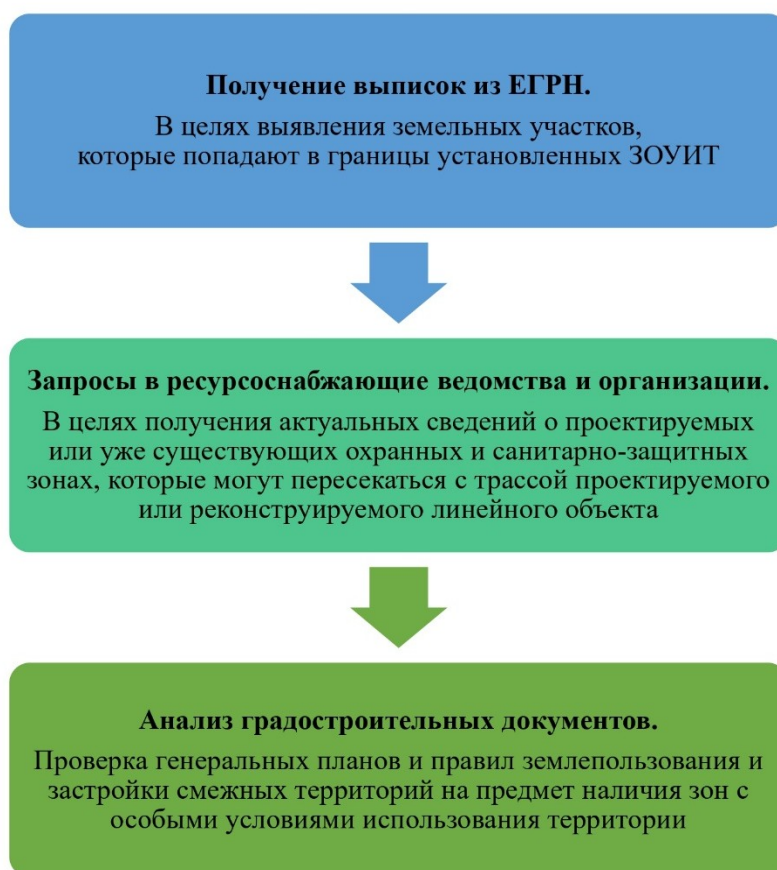 Получение выписок из ЕГРН.
В целях выявления земельных участков,
которые попадают в границы установленных ЗОУИТ
Запросы в ресурсоснабжающие ведомства и организации.
В целях получения актуальных сведений о проектируемых
или уже существующих охранных и санитарно-защитных
зонах, которые могут пересекаться с трассой проектируемого
или реконструируемого линейного объекта
Анализ градостроительных документов.
Проверка генеральных планов и правил землепользования и
застройки смежных территорий на предмет наличия зон с
особыми условиями использования территории